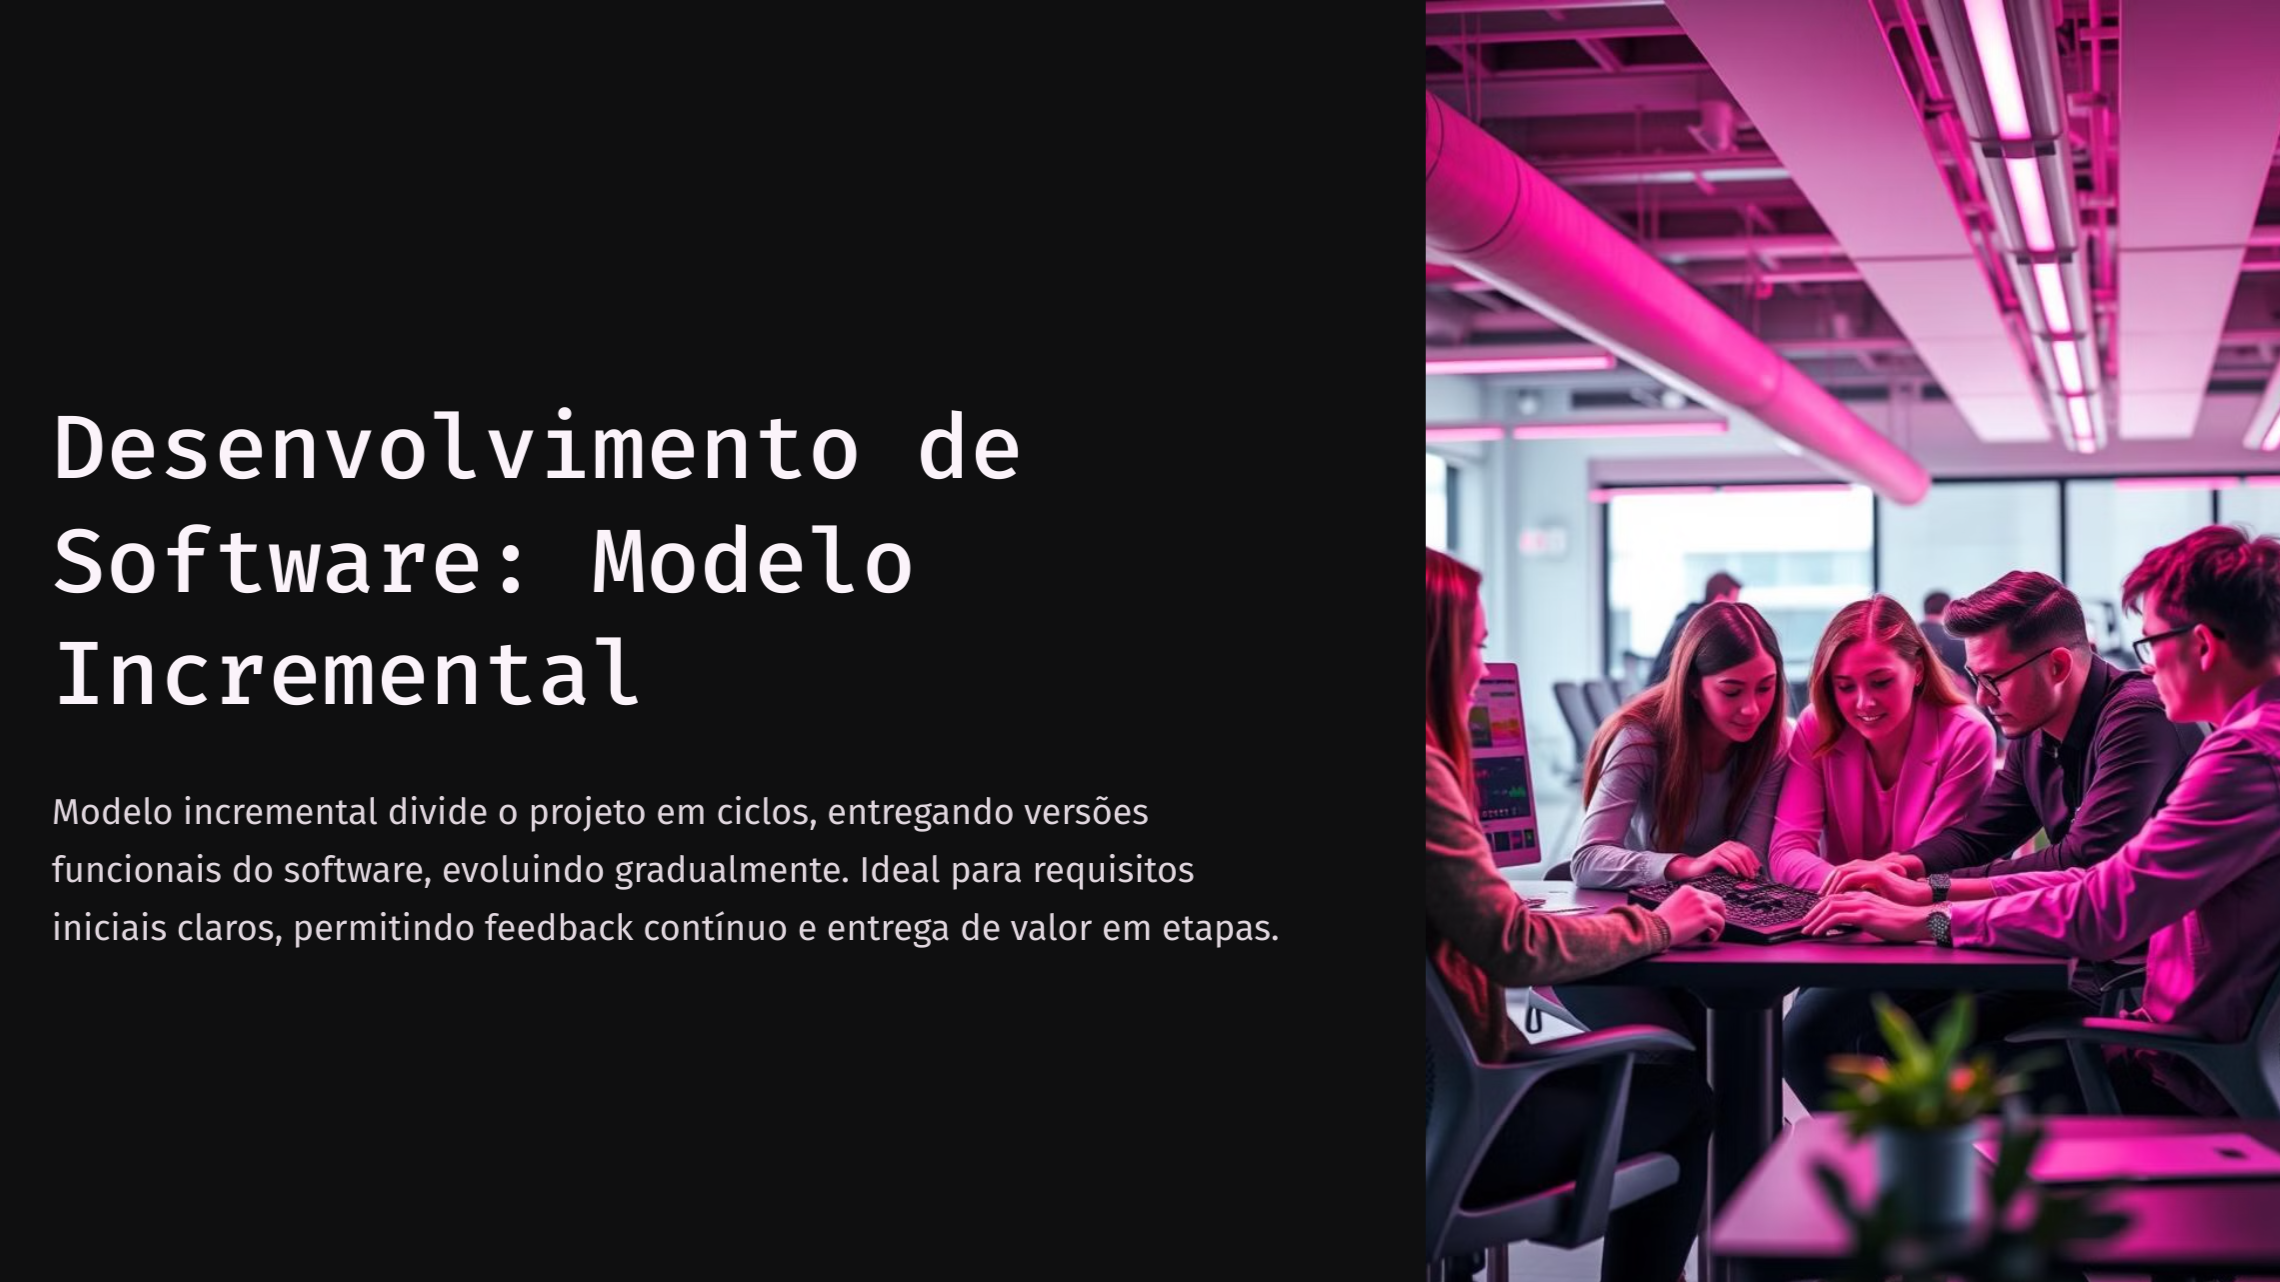 Desenvolvimento de
Software: Modelo
Incremental
Modelo incremental divide o projeto em ciclos, entregando versões
funcionais do software, evoluindo gradualmente. Ideal para requisitos
iniciais claros, permitindo feedback contínuo e entrega de valor em etapas.